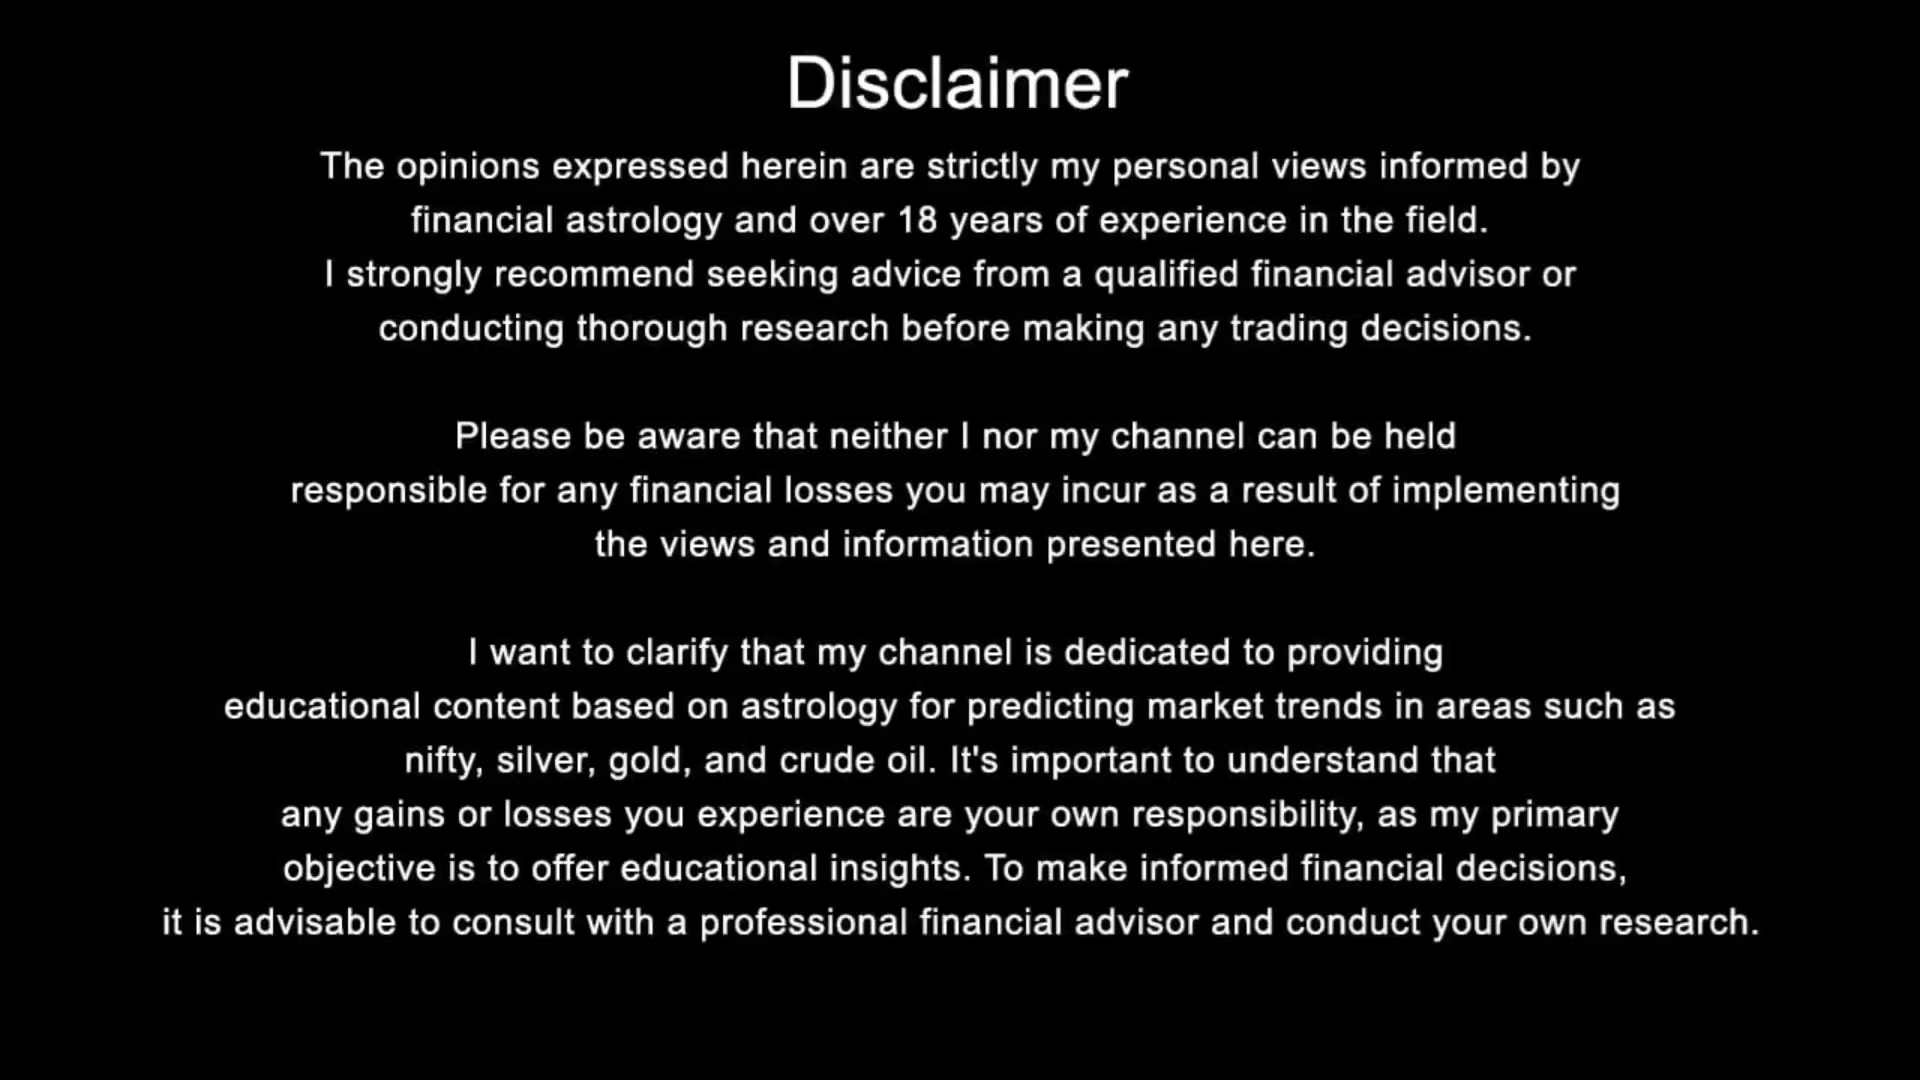 Disclaimer
The opinions expressed herein are strictly my personal views informed by
financial astrology and over 18 years of experience in the field.
I strongly recommend seeking advice from a qualified financial advisor or
conducting thorough research before making any trading decisions.
Please be aware that neither I nor my channel can be held
responsible for any financial losses you may incur as a result of implementing
the views and information presented here.
I want to clarify that my channel is dedicated to providing
educational content based on astrology for predicting market trends in areas such as
nifty, silver, gold, and crude oil. It's important to understand that
any gains or losses you experience are your own responsibility, as my primary
objective is to offer educational insights. To make informed financial decisions,
it is advisable to consult with a professional financial advisor and conduct your own research.